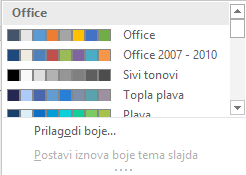 Office
Office
Office 2007 - 2010
Sivi tonovi
Topla plava
Plava
Prilagodi boje...
Postavi iznova boje tema slajda